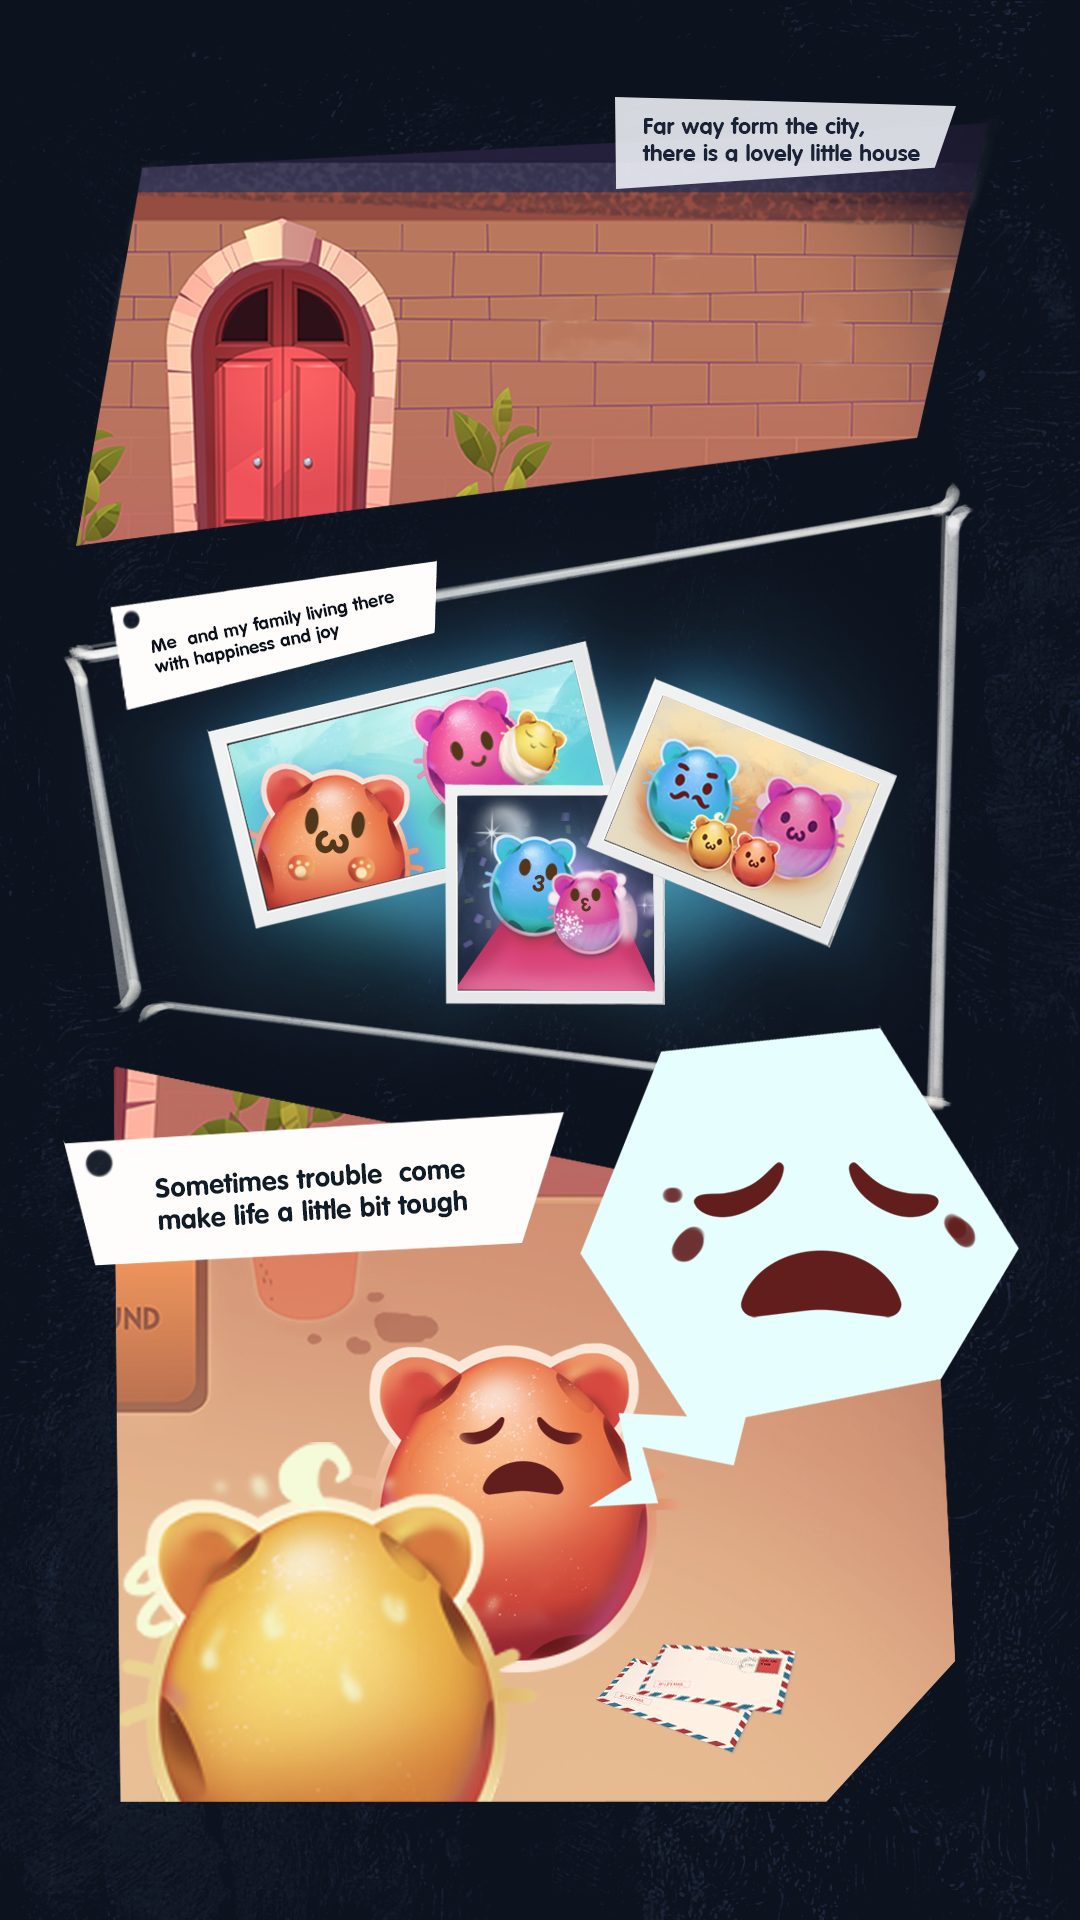 Far way form the city,
there is a lovely little house
Me and my family living there
with happiness and joy
Sometimes trouble come
make life a little bit tough
UND